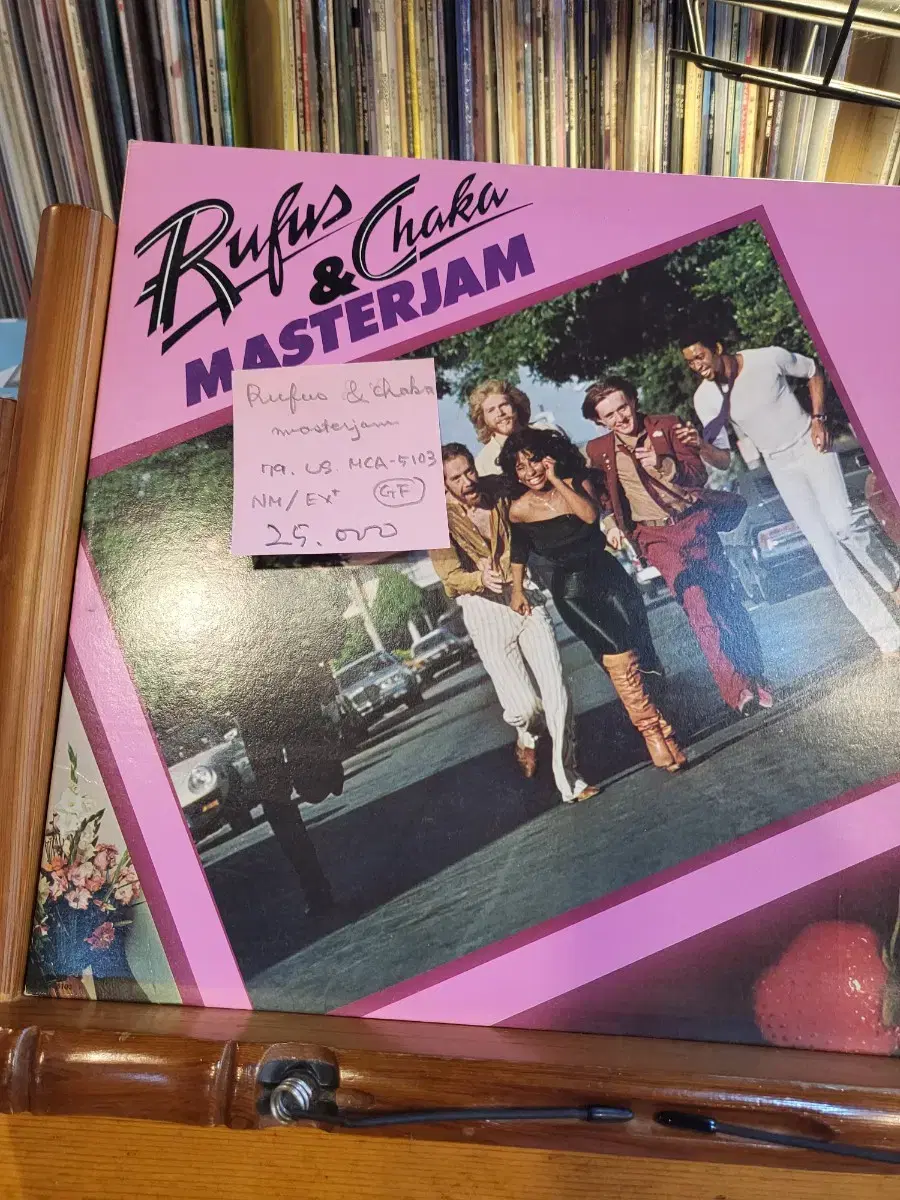 Rufus
& Chaka
MASTERJAM
Rufus & Chaka
masterjam
79. US. MCA-5103
NM/EX+ GF
25.000